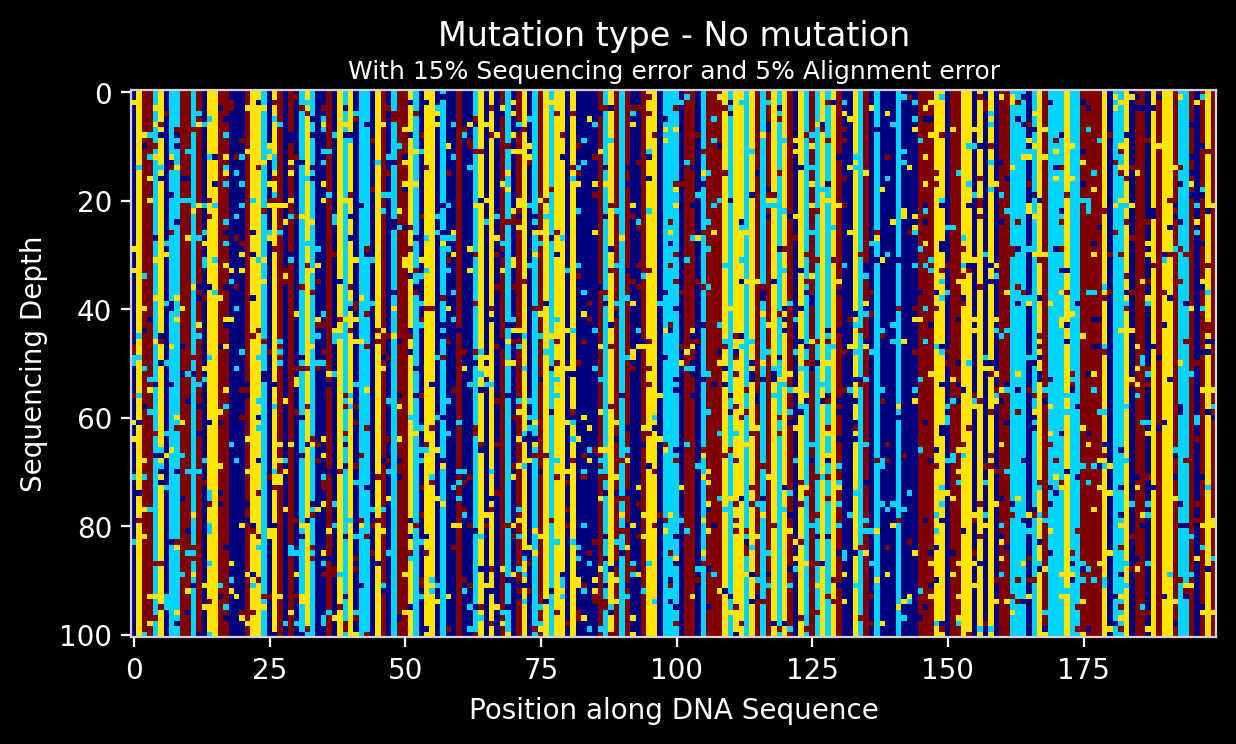 Mutation type - No mutation
With 15% Sequencing error and 5% Alignment error
0
20
40
60
80
100
Sequencing Depth
0 25 50 75 100 125 150 175
Position along DNA Sequence